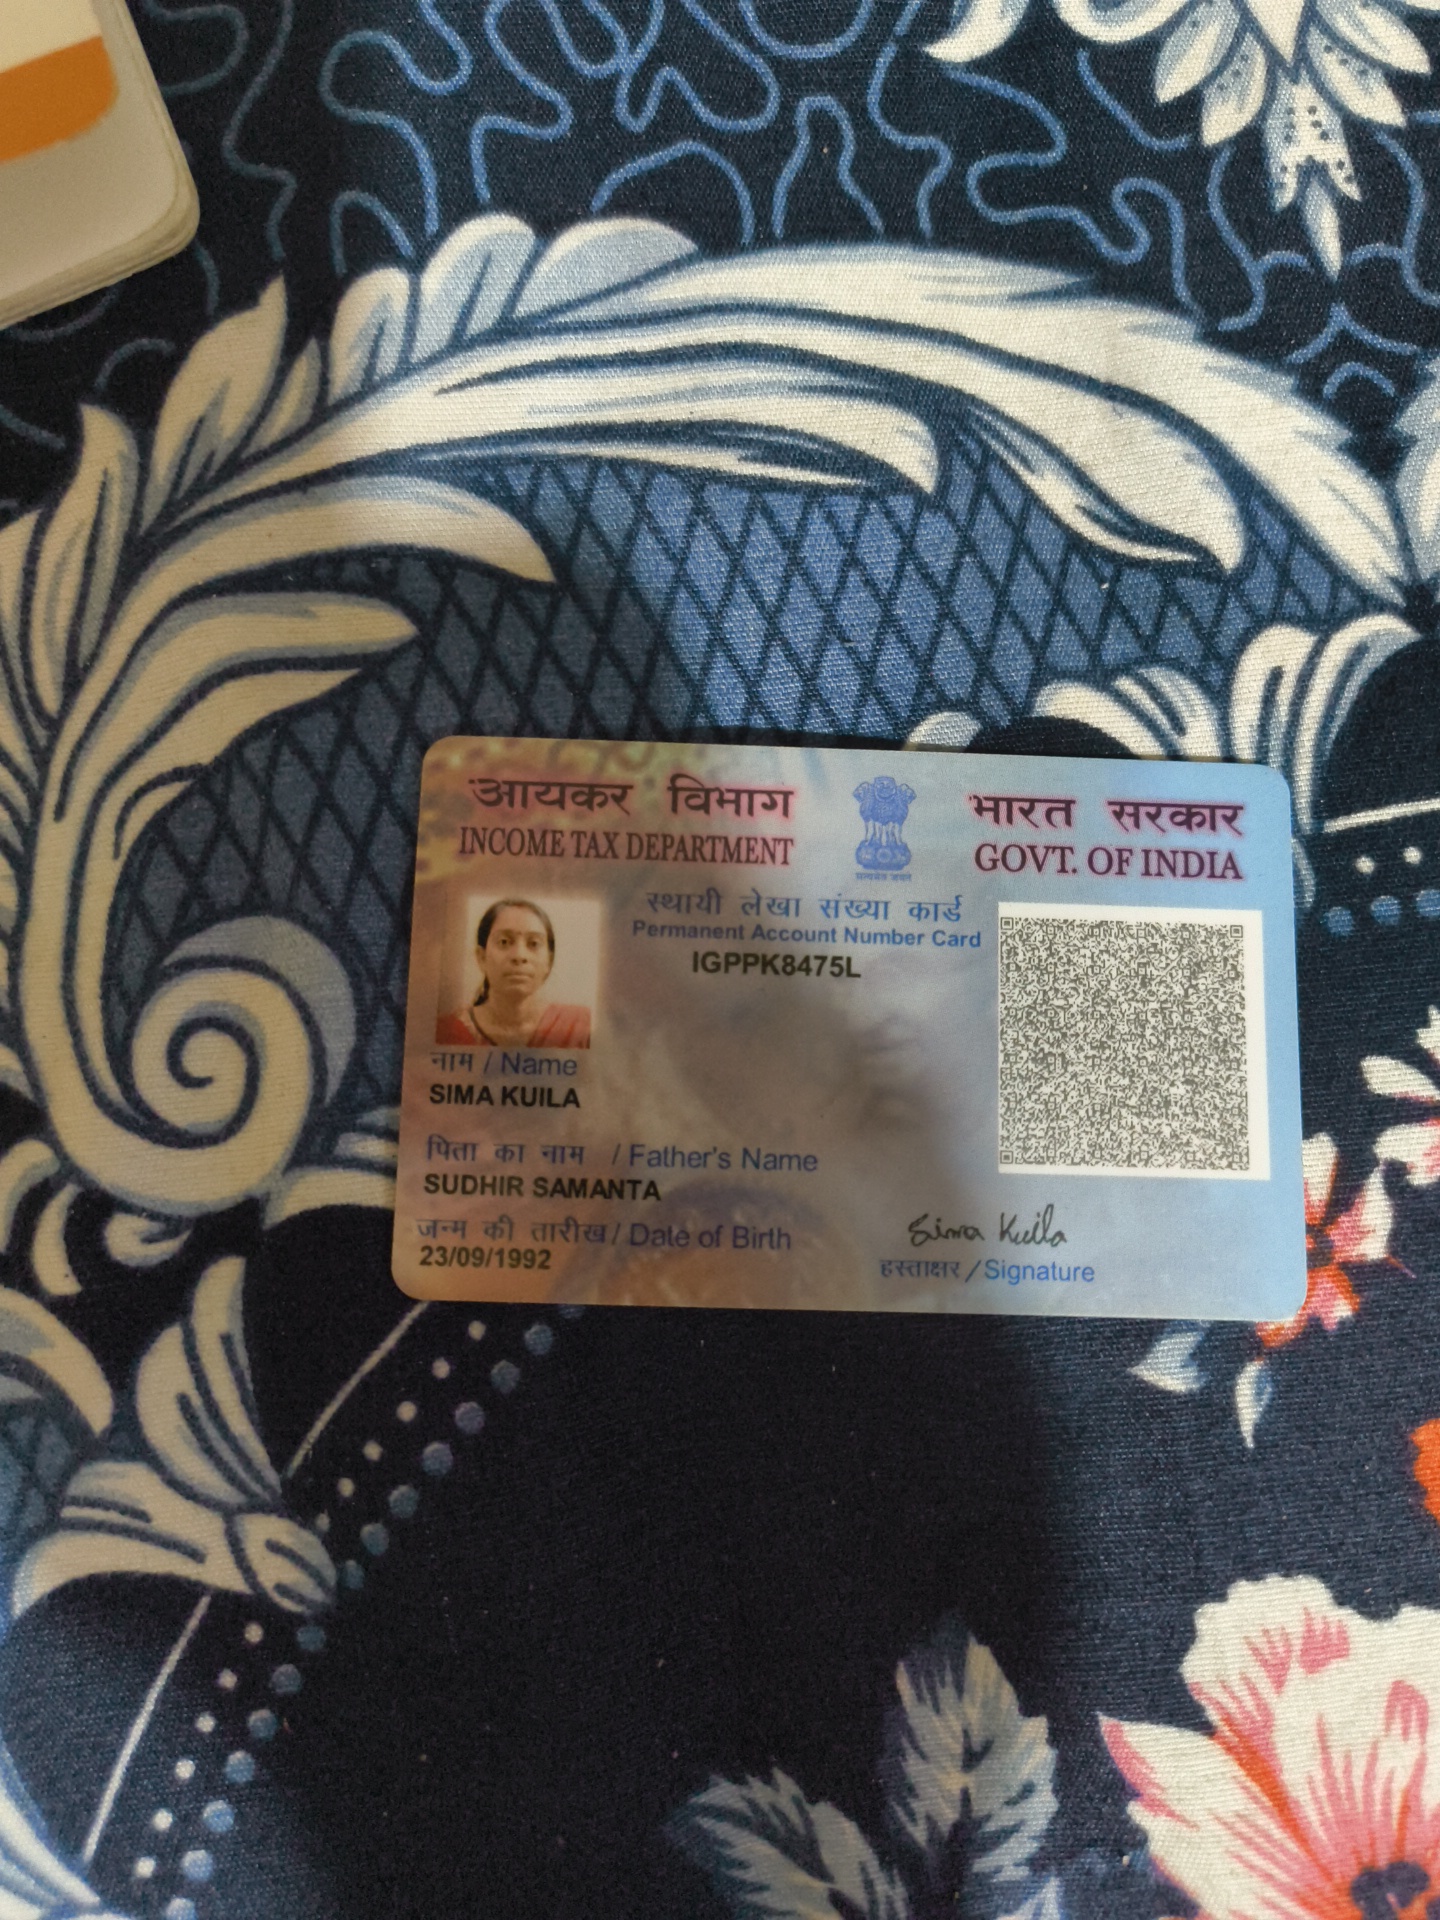 आयकर विभाग
INCOME TAX DEPARTMENT
सत्यमेव जयते
भारत सरकार
GOVT. OF INDIA
स्थायी लेखा संख्या कार्ड
Permanent Account Number Card
IGPPK8475L
नाम / Name
SIMA KUILA
पिता का नाम / Father's Name
SUDHIR SAMANTA
जन्म की तारीख / Date of Birth
23/09/1992
Sima Kuila
हस्ताक्षर / Signature